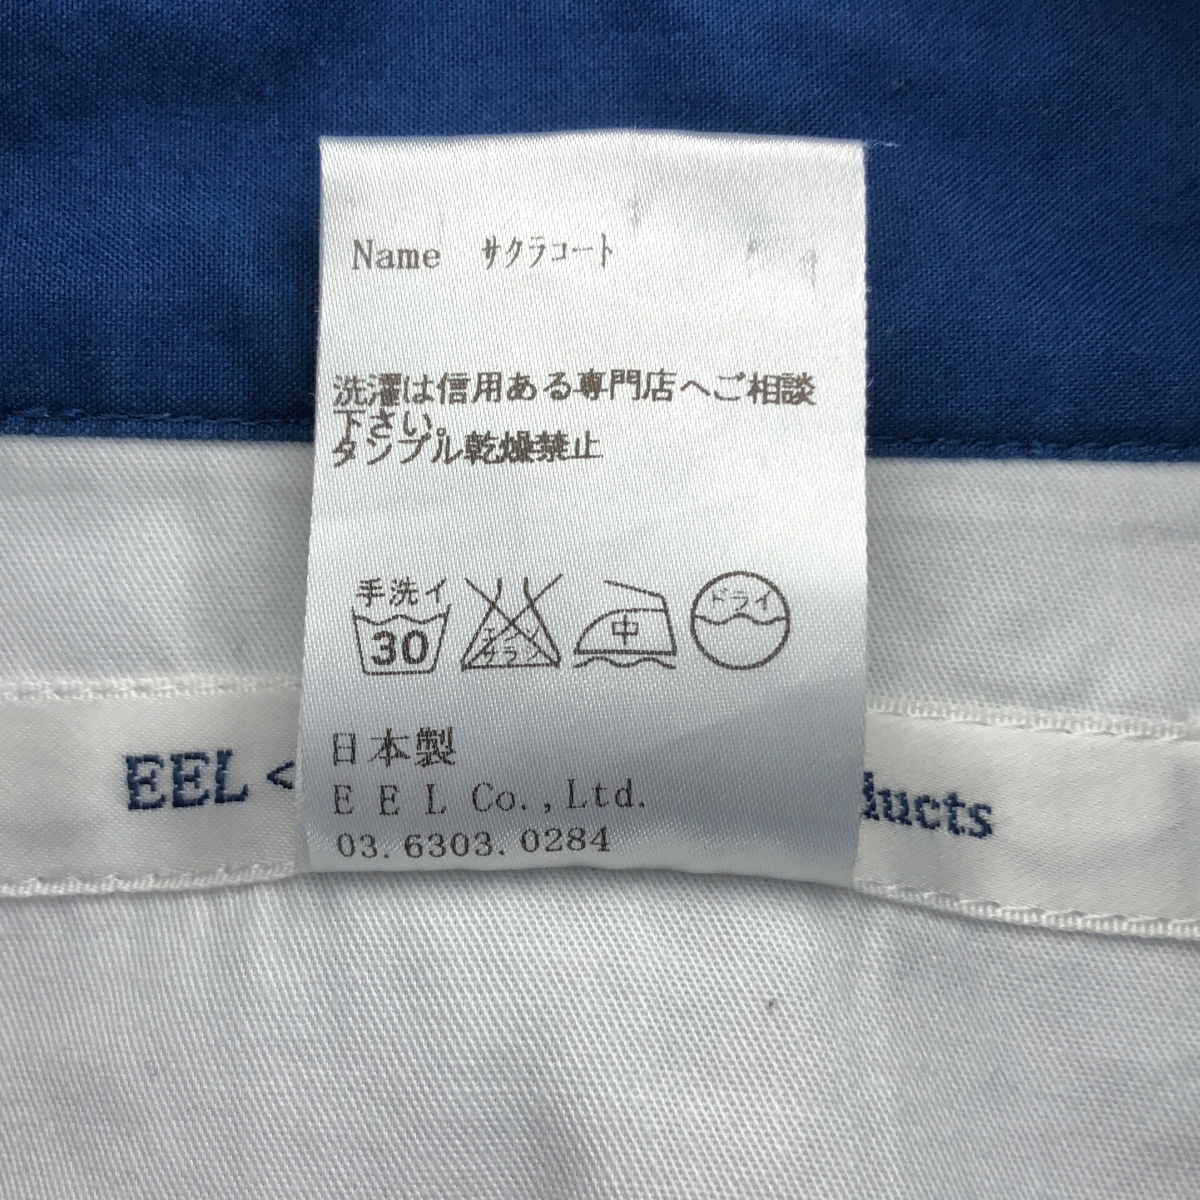 Name サクラコート
洗濯は信用ある専門店へご相談
下さい。
タンブル乾燥禁止
手洗イ
30
エンソ
サラシ
中
ドライ
日本製
EEL Co.,Ltd.
03.6303.0284
EEL < ducts